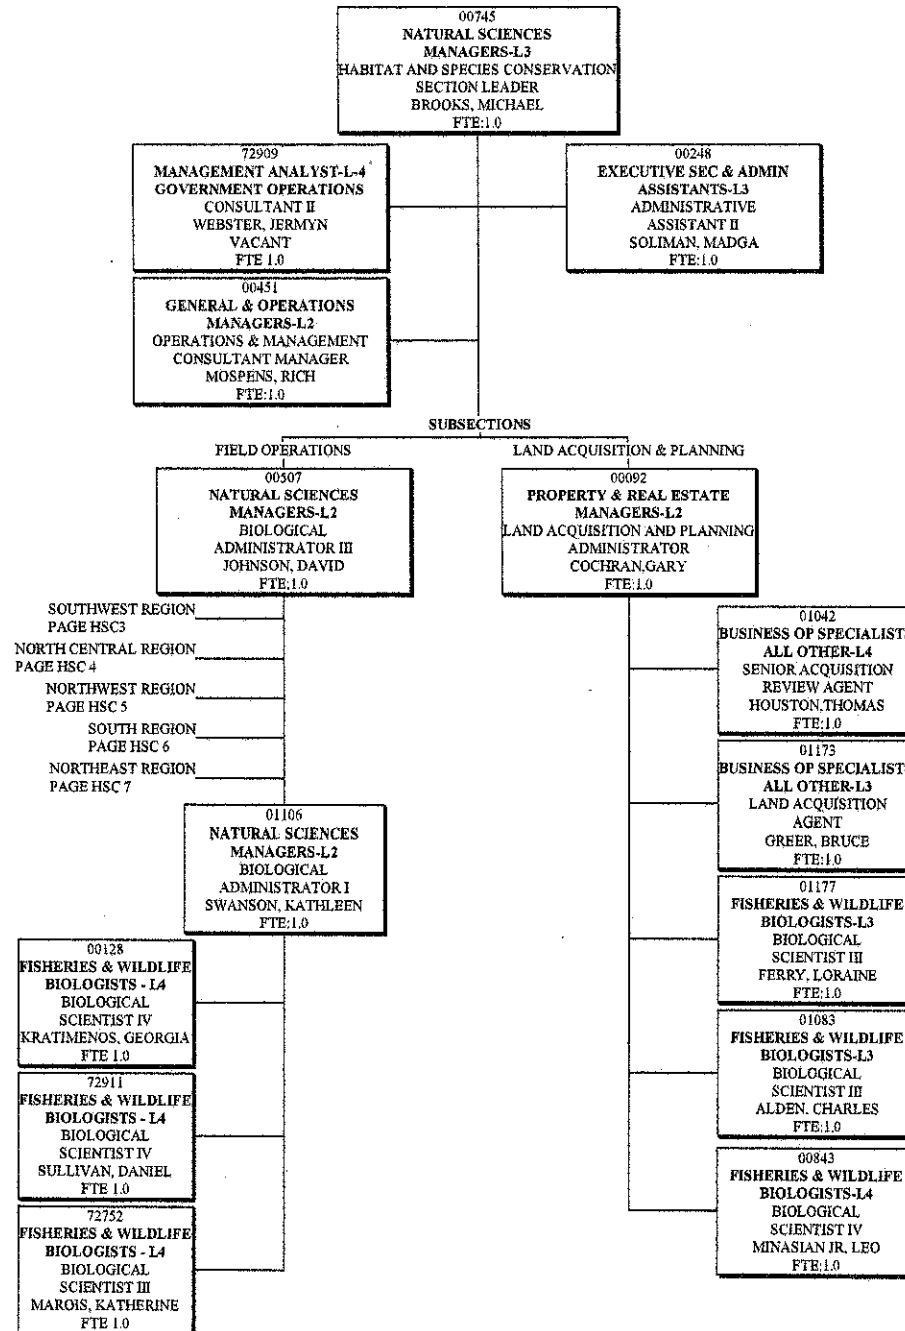 00745
NATURAL SCIENCES
MANAGERS-L3
HABITAT AND SPECIES CONSERVATION
SECTION LEADER
BROOKS, MICHAEL
FTE:1.0
72909
MANAGEMENT ANALYST-L-4
GOVERNMENT OPERATIONS
CONSULTANT II
WEBSTER, JERMYN
VACANT
FTE 1.0
00248
EXECUTIVE SEC & ADMIN
ASSISTANTS-L3
ADMINISTRATIVE
ASSISTANT II
SOLIMAN, MADGA
FTE:1.0
00451
GENERAL & OPERATIONS
MANAGERS-L2
OPERATIONS & MANAGEMENT
CONSULTANT MANAGER
MOSPENS, RICH
FTE:1.0
SUBSECTIONS
FIELD OPERATIONS
LAND ACQUISITION & PLANNING
00507
NATURAL SCIENCES
MANAGERS-L2
BIOLOGICAL
ADMINISTRATOR III
JOHNSON, DAVID
FTE:1.0
00092
PROPERTY & REAL ESTATE
MANAGERS-L2
LAND ACQUISITION AND PLANNING
ADMINISTRATOR
COCHRAN,GARY
FTE:1.0
SOUTHWEST REGION
PAGE HSC3
NORTH CENTRAL REGION
PAGE HSC 4
NORTHWEST REGION
PAGE HSC 5
SOUTH REGION
PAGE HSC 6
NORTHEAST REGION
PAGE HSC 7
01106
NATURAL SCIENCES
MANAGERS-L2
BIOLOGICAL
ADMINISTRATOR I
SWANSON, KATHLEEN
FTE:1.0
00128
FISHERIES & WILDLIFE
BIOLOGISTS - L4
BIOLOGICAL
SCIENTIST IV
KRATIMENOS, GEORGIA
FTE 1.0
72911
FISHERIES & WILDLIFE
BIOLOGISTS - L4
BIOLOGICAL
SCIENTIST IV
SULLIVAN, DANIEL
FTE 1.0
72752
FISHERIES & WILDLIFE
BIOLOGISTS - L4
BIOLOGICAL
SCIENTIST III
MAROIS, KATHERINE
FTE 1.0
01042
BUSINESS OP SPECIALIST
ALL OTHER-L4
SENIOR ACQUISITION
REVIEW AGENT
HOUSTON,THOMAS
FTE:1.0
01173
BUSINESS OP SPECIALIST
ALL OTHER-L3
LAND ACQUISITION
AGENT
GREER, BRUCE
FTE:1.0
01177
FISHERIES & WILDLIFE
BIOLOGISTS-L3
BIOLOGICAL
SCIENTIST III
FERRY, LORAINE
FTE:1.0
01083
FISHERIES & WILDLIFE
BIOLOGISTS-L3
BIOLOGICAL
SCIENTIST III
ALDEN, CHARLES
FTE:1.0
00843
FISHERIES & WILDLIFE
BIOLOGISTS-L4
BIOLOGICAL
SCIENTIST IV
MINASIAN JR, LEO
FTE:1.0